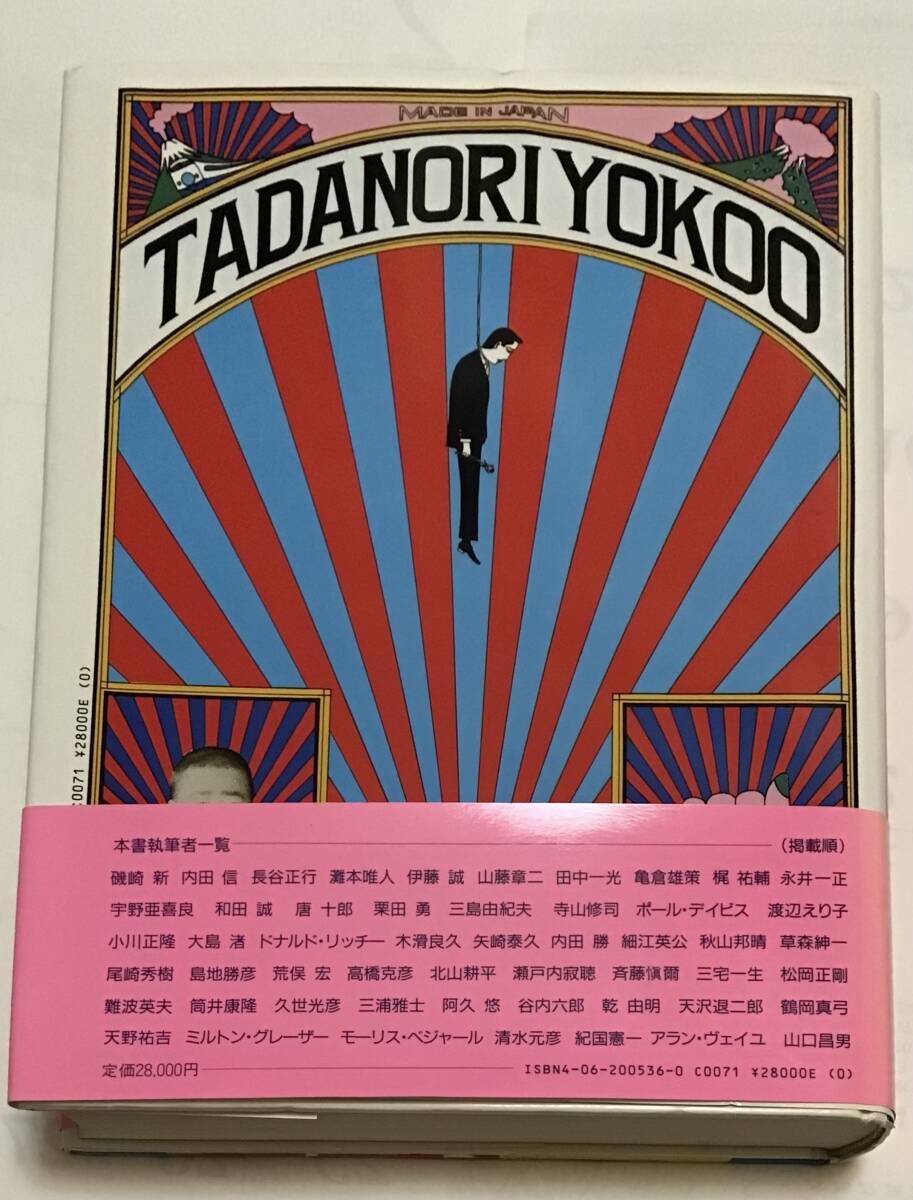 MADE IN JAPAN
TADANORI YOKOO
C0071 ¥28000E (0)
本書執筆者一覧 (掲載順)
磯崎 新 内田 信 長谷正行 灘本唯人 伊藤 誠 山藤章二 田中一光 亀倉雄策 梶 祐輔 永井一正
宇野亜喜良 和田 誠 唐 十郎 栗田 勇 三島由紀夫 寺山修司 ポール・デイビス 渡辺えり子
小川正隆 大島 渚 ドナルド・リッチー 木滑良久 矢崎泰久 内田 勝 細江英公 秋山邦晴 草森紳一
尾崎秀樹 島地勝彦 荒俣 宏 高橋克彦 北山耕平 瀬戸内寂聴 斉藤愼爾 三宅一生 松岡正剛
難波英夫 筒井康隆 久世光彦 三浦雅士 阿久 悠 谷内六郎 乾 由明 天沢退二郎 鶴岡真弓
天野祐吉 ミルトン・グレーザー モーリス・ベジャール 清水元彦 紀国憲一 アラン・ヴェイユ 山口昌男
定価28,000円 ISBN4-06-200536-0 C0071 ¥28000E (0)